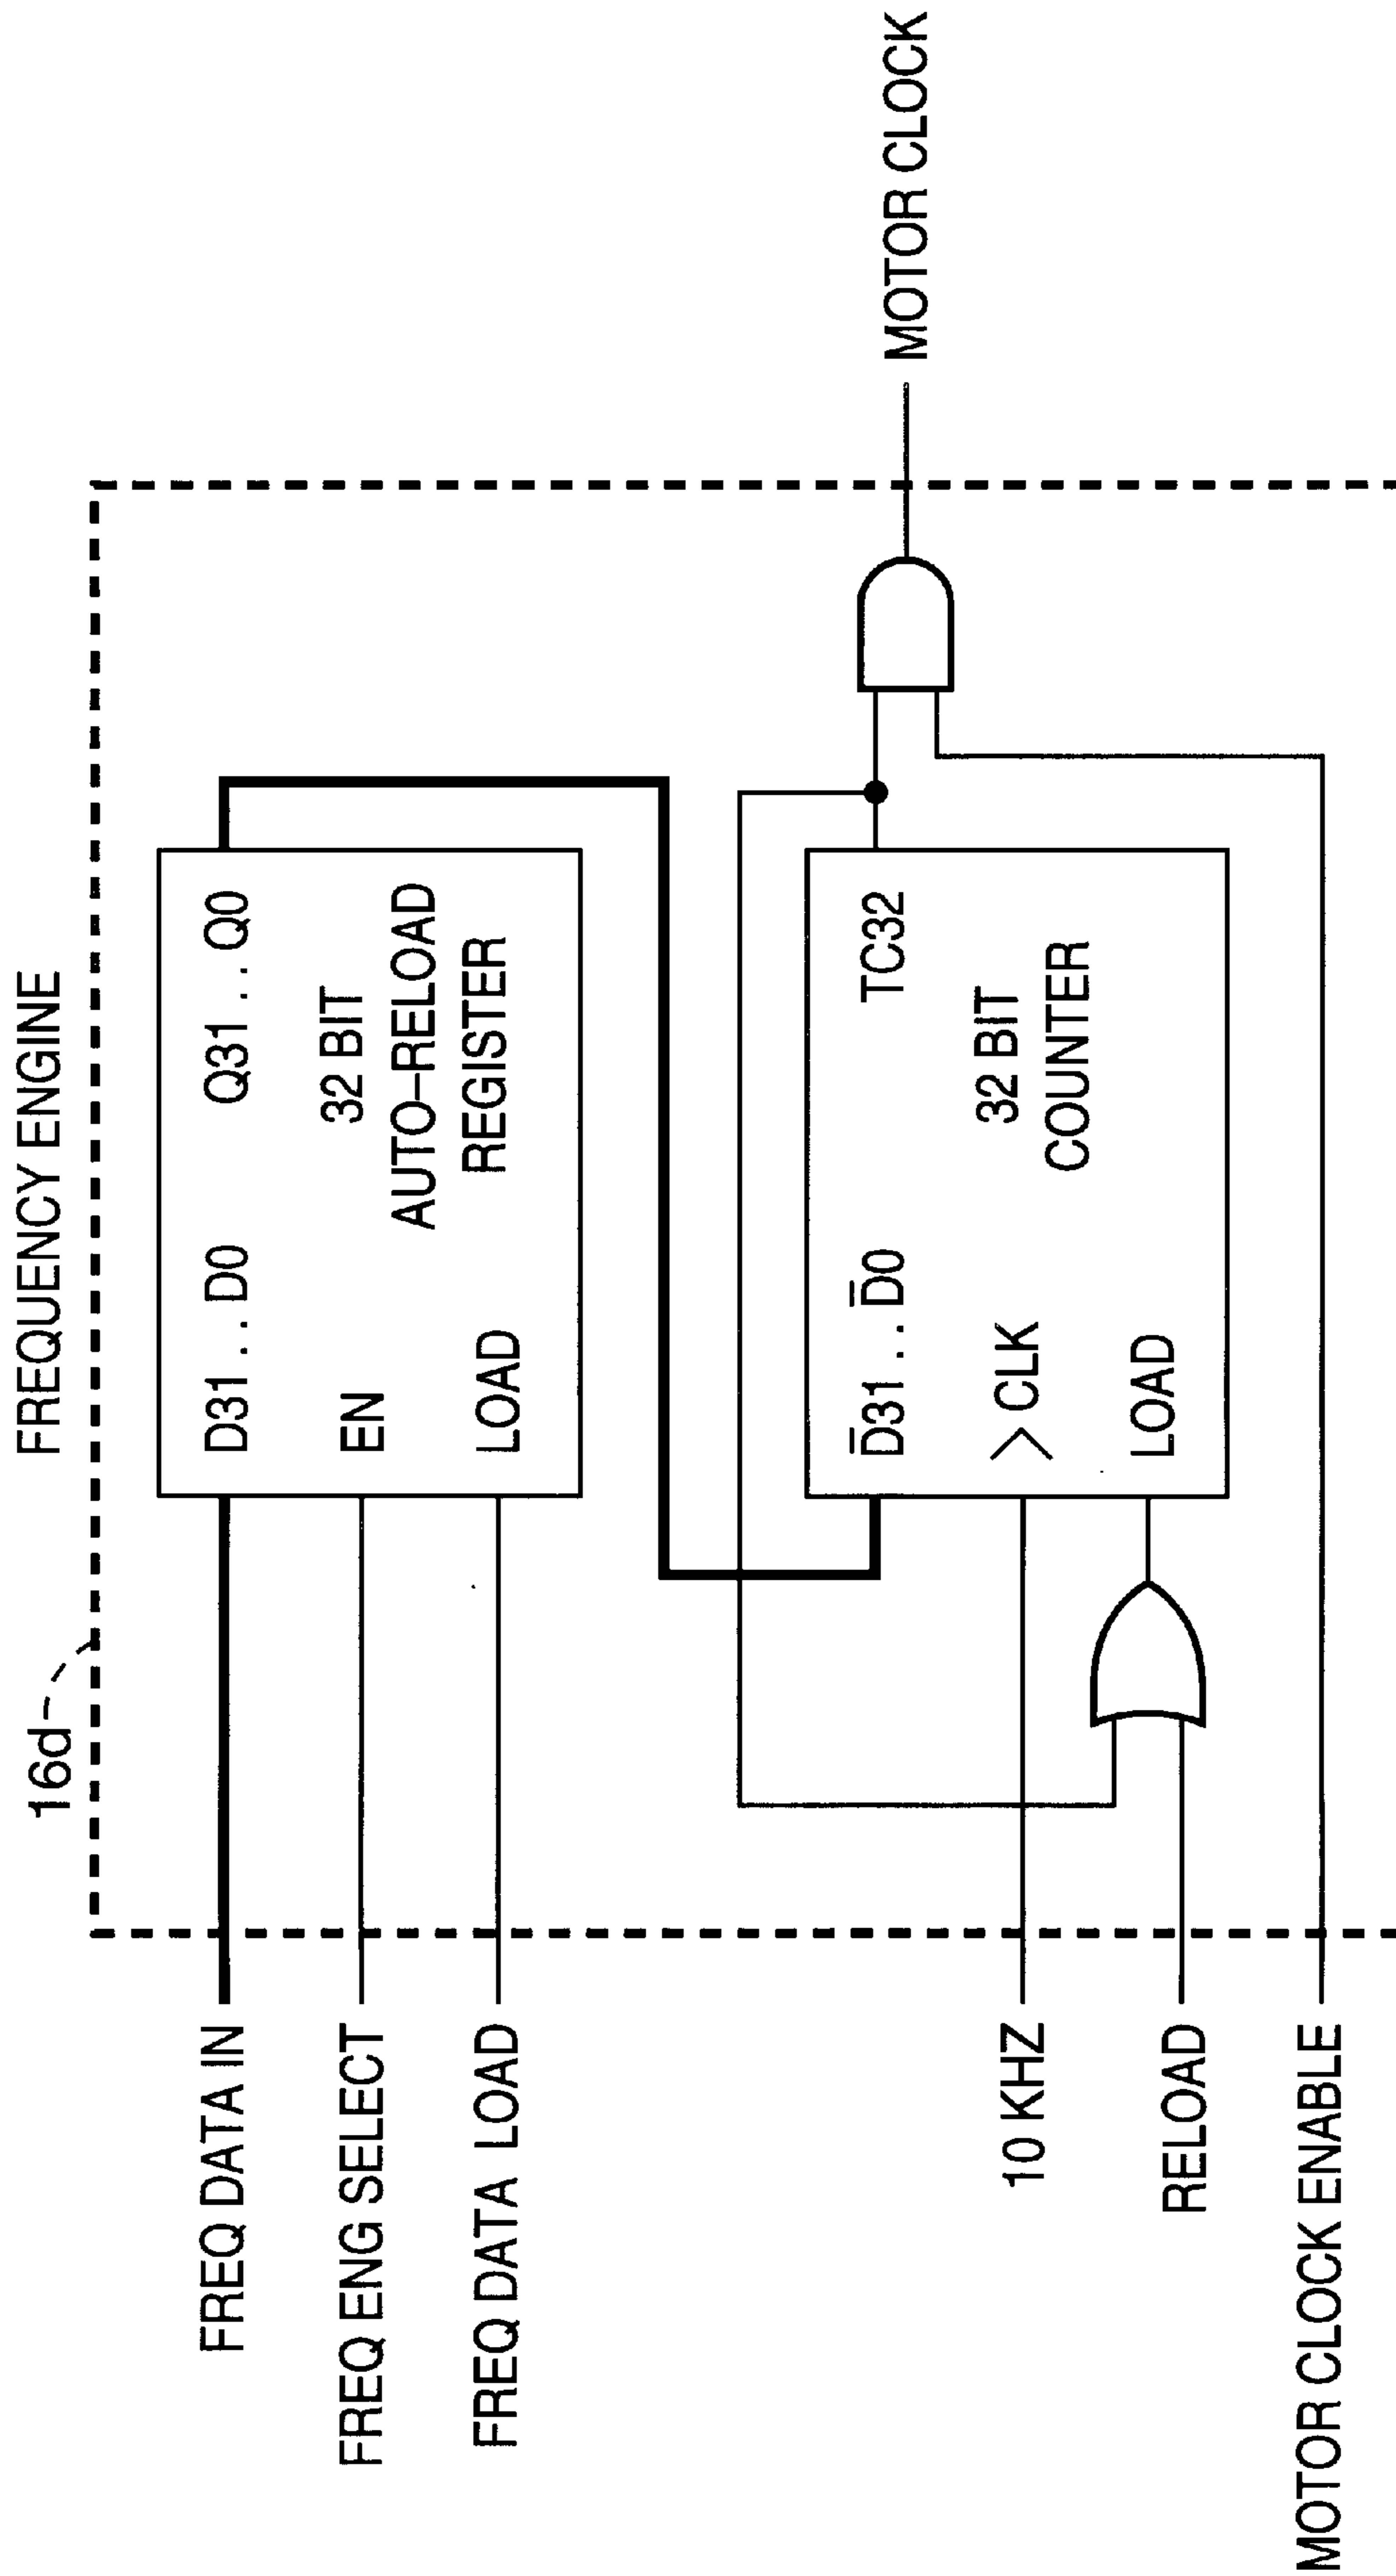 FREQUENCY ENGINE
16d
FREQ DATA IN
FREQ ENG SELECT
FREQ DATA LOAD
D31 . . D0 Q31 . . Q0
EN
LOAD
32 BIT
AUTO–RELOAD
REGISTER
10 KHZ
RELOAD
MOTOR CLOCK ENABLE
D̅31 . . D̅0 TC32
> CLK
LOAD
32 BIT
COUNTER
MOTOR CLOCK